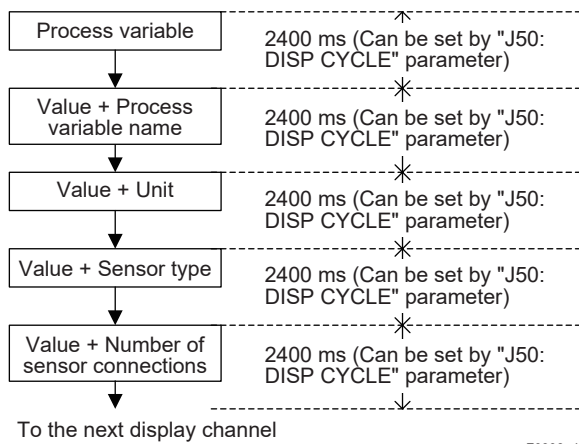 Process variable
2400 ms (Can be set by "J50:
DISP CYCLE" parameter)
Value + Process
variable name
2400 ms (Can be set by "J50:
DISP CYCLE" parameter)
Value + Unit
2400 ms (Can be set by "J50:
DISP CYCLE" parameter)
Value + Sensor type
2400 ms (Can be set by "J50:
DISP CYCLE" parameter)
Value + Number of
sensor connections
2400 ms (Can be set by "J50:
DISP CYCLE" parameter)
To the next display channel